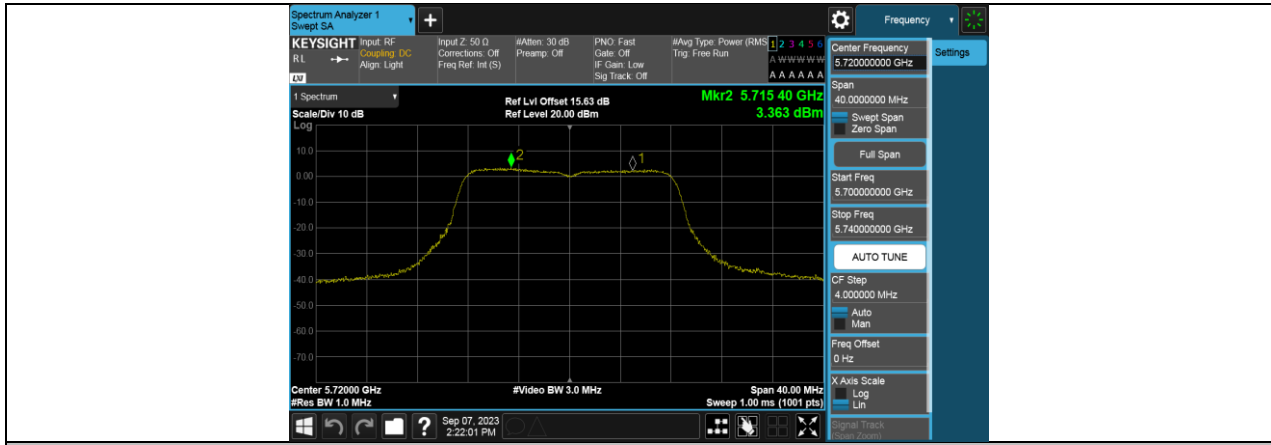 Spectrum Analyzer 1
Swept SA
Frequency
KEYSIGHT
RL
LXI
Input: RF
Coupling: DC
Align: Light
Input Z: 50 Ω
Corrections: Off
Freq Ref: Int (S)
#Atten: 30 dB
Preamp: Off
PNO: Fast
Gate: Off
IF Gain: Low
Sig Track: Off
#Avg Type: Power (RMS
Trig: Free Run
1 2 3 4 5 6
A W W W W W
A A A A A A
1 Spectrum
Scale/Div 10 dB
Ref Lvl Offset 15.63 dB
Ref Level 20.00 dBm
Mkr2 5.715 40 GHz
3.363 dBm
Log
10.0
0.00
-10.0
-20.0
-30.0
-40.0
-50.0
-60.0
-70.0
2
1
Center 5.72000 GHz
#Res BW 1.0 MHz
#Video BW 3.0 MHz
Span 40.00 MHz
Sweep 1.00 ms (1001 pts)
?
Sep 07, 2023
2:22:01 PM
Center Frequency
5.720000000 GHz
Settings
Span
40.0000000 MHz
Swept Span
Zero Span
Full Span
Start Freq
5.700000000 GHz
Stop Freq
5.740000000 GHz
AUTO TUNE
CF Step
4.000000 MHz
Auto
Man
Freq Offset
0 Hz
X Axis Scale
Log
Lin
Signal Track
(Span Zoom)